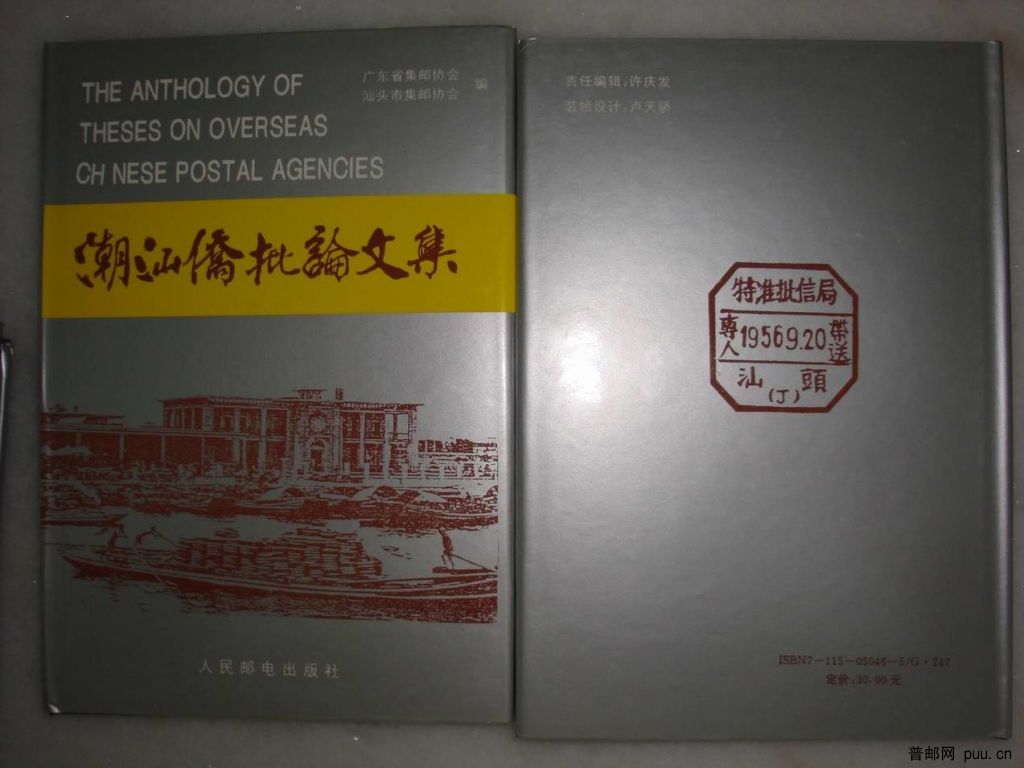 THE ANTHOLOGY OF
THESES ON OVERSEAS
CH NESE POSTAL AGENCIES
广东省集邮协会
汕头市集邮协会
编
潮汕僑批論文集
人民邮电出版社
责任编辑:许庆发
装帧设计:卢天骄
特准批信局
專人
19569.20
帶送
汕頭
(丁)
ISBN7-115-05046-5/G·247
定价:30.00元
普邮网 puu.cn